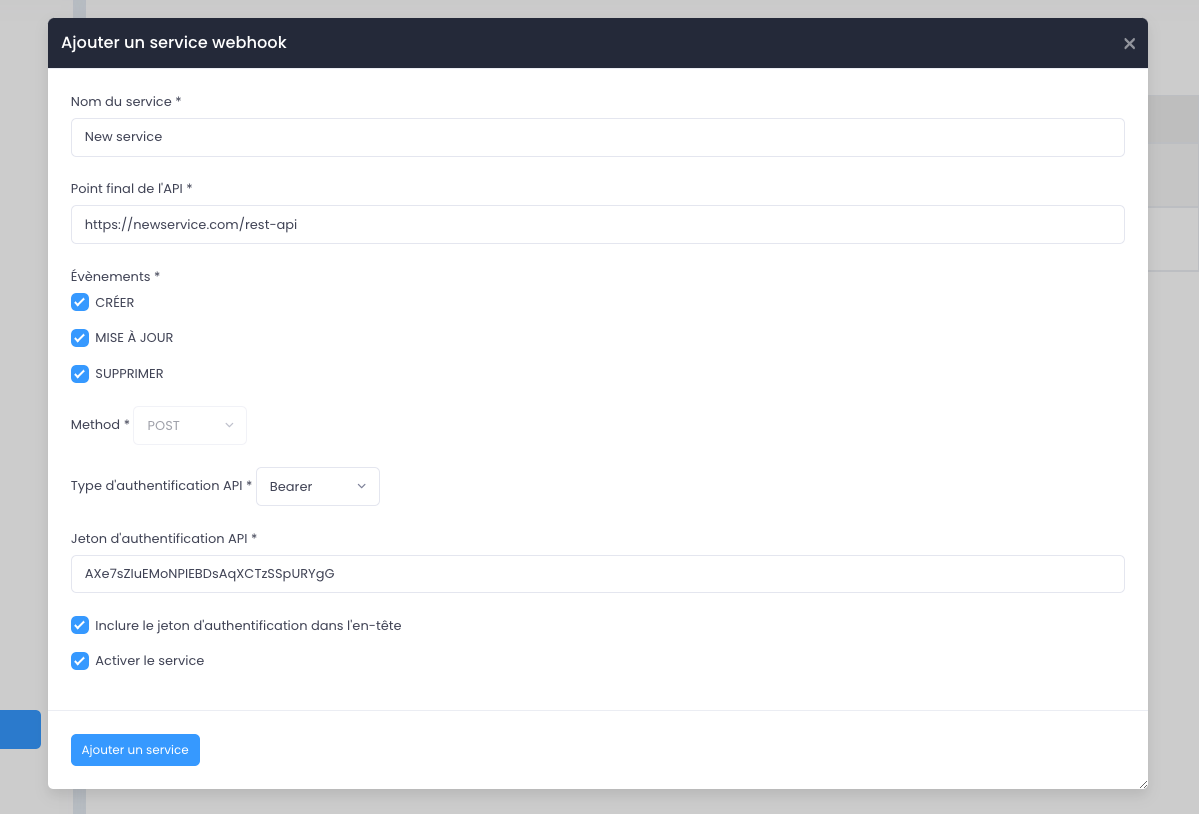 Ajouter un service webhook
Nom du service *
New service
Point final de l'API *
https://newservice.com/rest-api
Évènements *
CRÉER
MISE À JOUR
SUPPRIMER
Method * POST
Type d'authentification API * Bearer
Jeton d'authentification API *
AXe7sZIuEMoNPIEBDsAqXCTzSSpURYgG
Inclure le jeton d'authentification dans l'en-tête
Activer le service
Ajouter un service